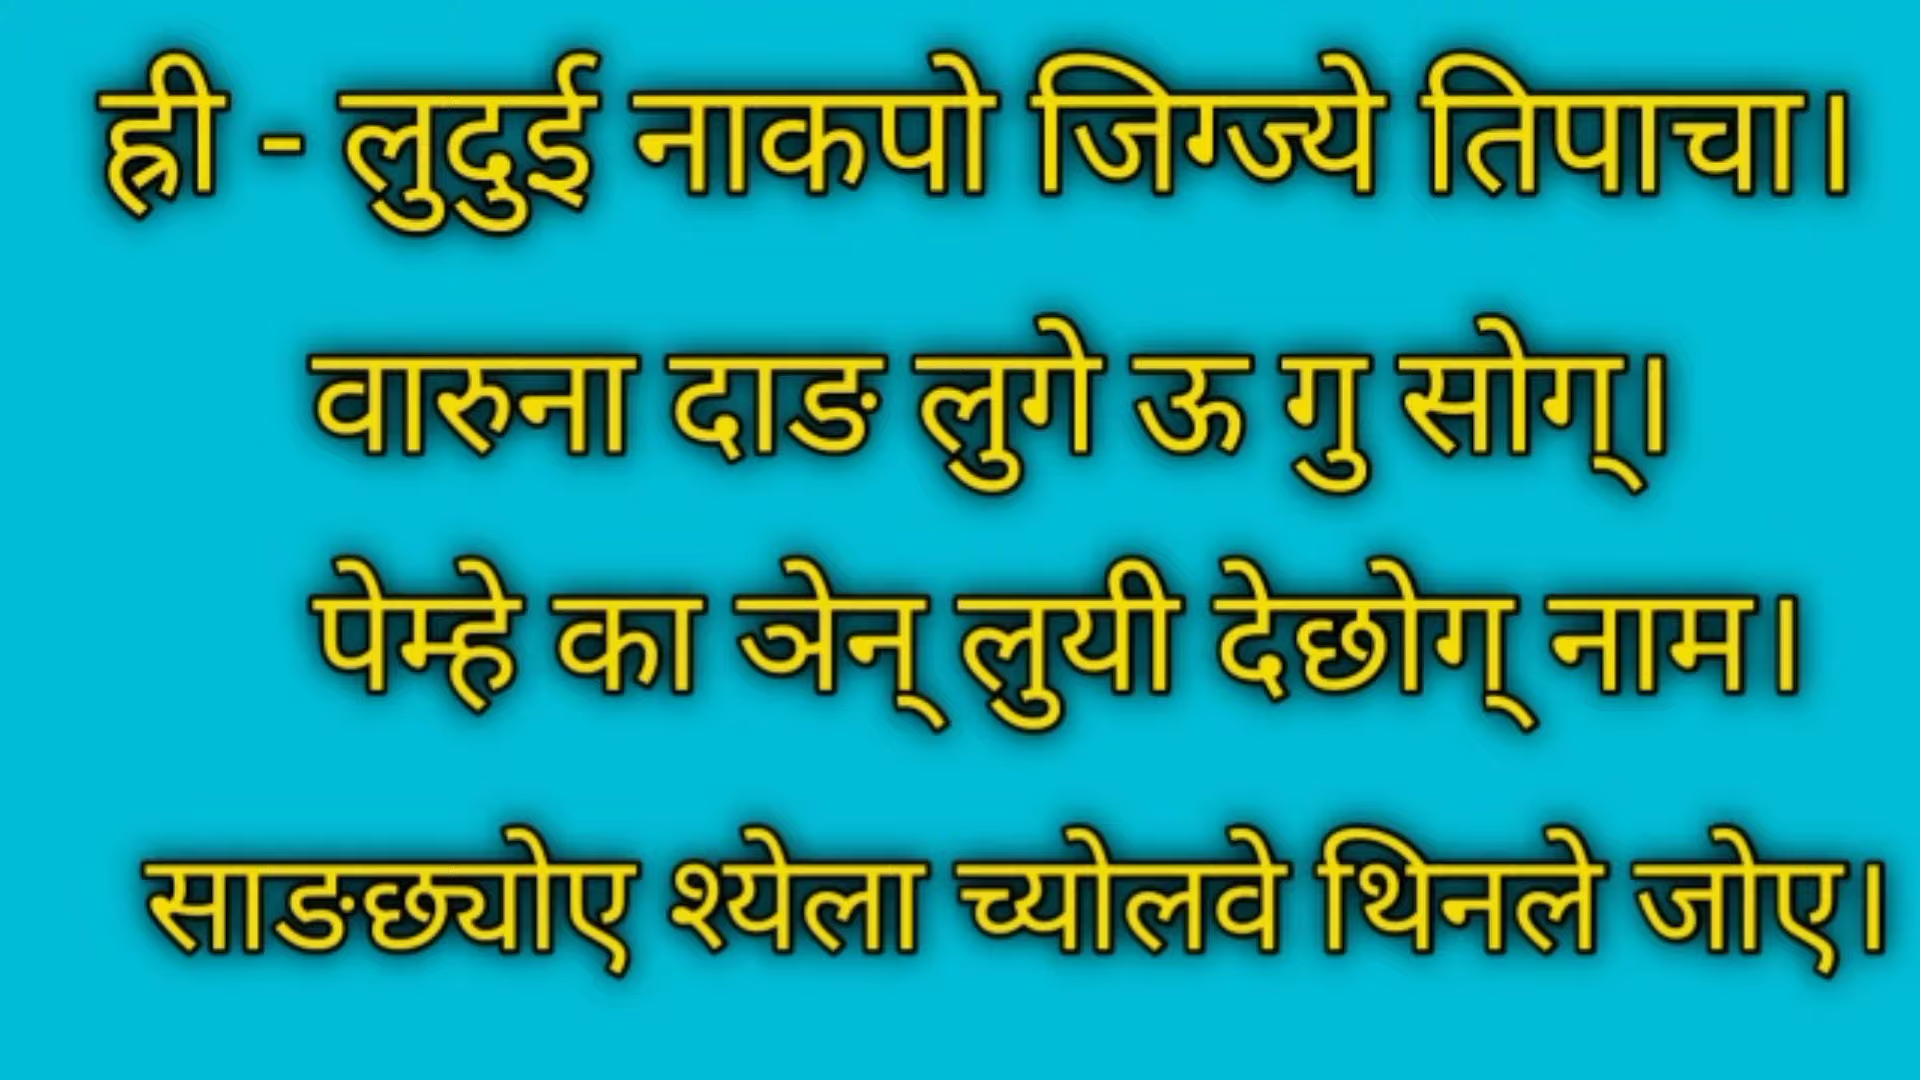 ह्री - लुदुई नाकपो जिग्ज्ये तिपाचा।
वारुना दाङ लुगे ऊ गु सोग्।
पेम्हे का ञेन् लुयी देछोग् नाम।
साङछ्योए श्येला च्योलवे थिनले जोए।